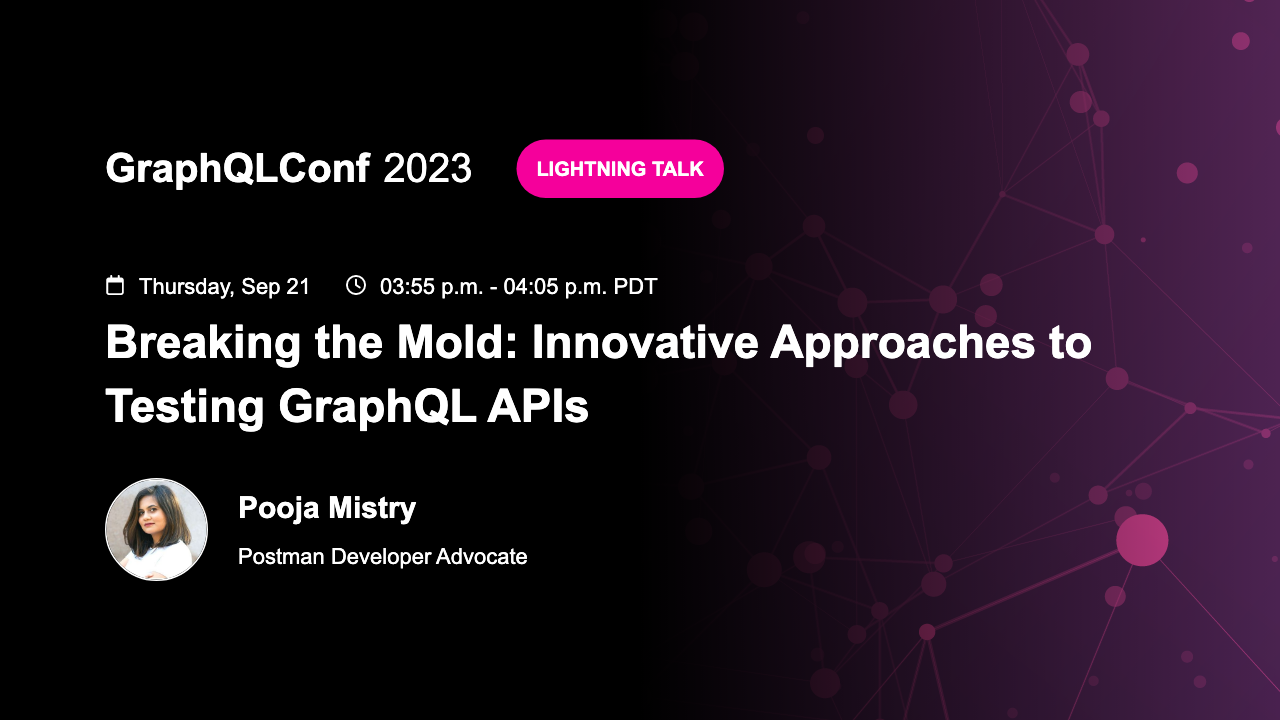 GraphQLConf 2023
LIGHTNING TALK
Thursday, Sep 21
03:55 p.m. - 04:05 p.m. PDT
Breaking the Mold: Innovative Approaches to
Testing GraphQL APIs
Pooja Mistry
Postman Developer Advocate